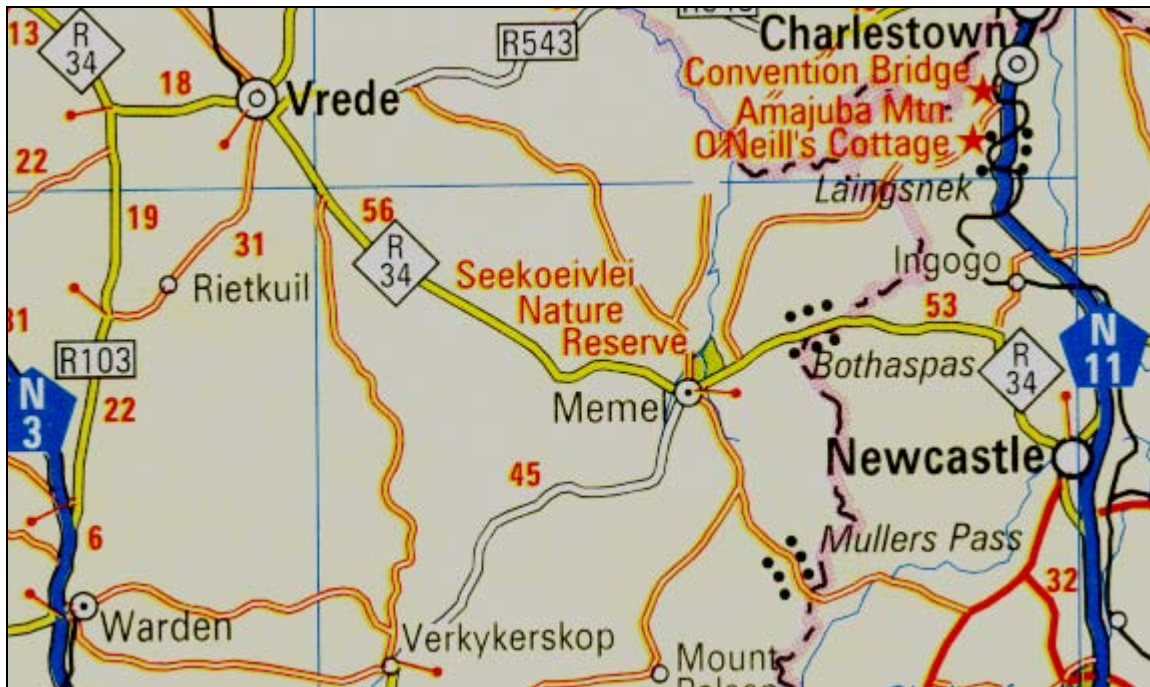 13
R
34
18
Vrede
R543
Charlestown
Convention Bridge
Amajuba Mtn.
O'Neill's Cottage
Laingsnek
22
19
31
Rietkuil
56
R
34
Seekoeivlei
Nature
Reserve
Ingogo
53
31
R103
N
3
22
Memel
Bothaspas
R
34
N
11
Newcastle
45
6
Mullers Pass
32
Warden
Verkykerskop
Mount